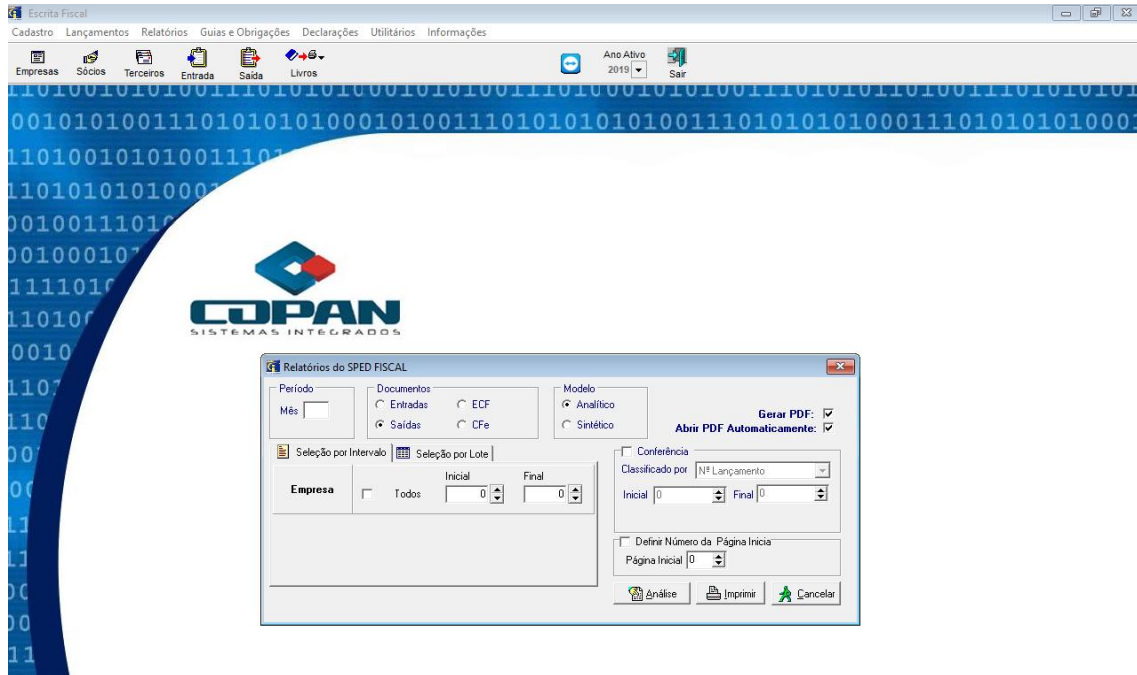 Escrita Fiscal
Cadastro Lançamentos Relatórios Guias e Obrigações Declarações Utilitários Informações
Empresas Sócios Terceiros Entrada Saída Livros Ano Ativo 2019 Sair
COPAN
SISTEMAS INTEGRADOS
Relatórios do SPED FISCAL
Período Documentos Modelo
Mês Entradas ECF Analítico Gerar PDF:
Saídas CFe Sintético Abrir PDF Automaticamente:
Seleção por Intervalo Seleção por Lote Conferência
Classificado por Nº Lançamento
Inicial Final
Empresa Todos 0 0 Inicial 0 Final 0
Definir Número da Página Inicia
Página Inicial 0
Análise Imprimir Cancelar